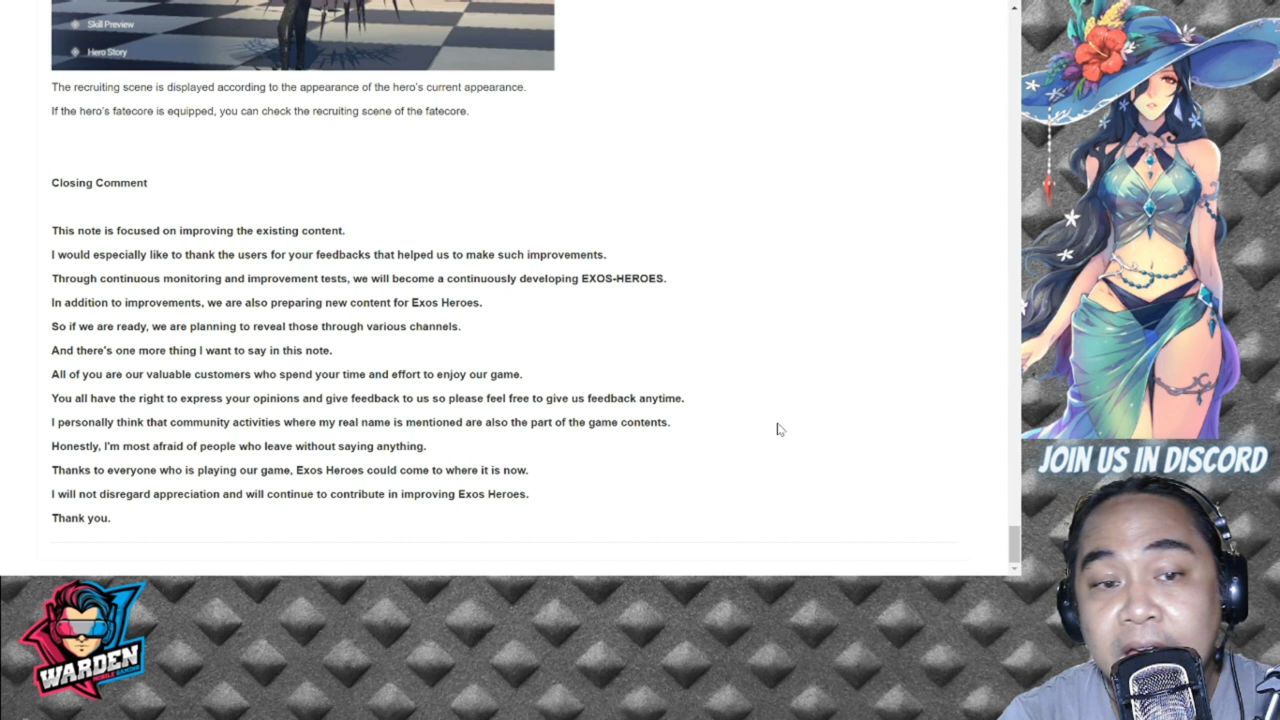 Skill Preview
Hero Story
The recruiting scene is displayed according to the appearance of the hero's current appearance.
If the hero's fatecore is equipped, you can check the recruiting scene of the fatecore.
Closing Comment
This note is focused on improving the existing content.
I would especially like to thank the users for your feedbacks that helped us to make such improvements.
Through continuous monitoring and improvement tests, we will become a continuously developing EXOS-HEROES.
In addition to improvements, we are also preparing new content for Exos Heroes.
So if we are ready, we are planning to reveal those through various channels.
And there's one more thing I want to say in this note.
All of you are our valuable customers who spend your time and effort to enjoy our game.
You all have the right to express your opinions and give feedback to us so please feel free to give us feedback anytime.
I personally think that community activities where my real name is mentioned are also the part of the game contents.
Honestly, I'm most afraid of people who leave without saying anything.
Thanks to everyone who is playing our game, Exos Heroes could come to where it is now.
I will not disregard appreciation and will continue to contribute in improving Exos Heroes.
Thank you.
JOIN US IN DISCORD
WARDEN
MOBILE GAMING